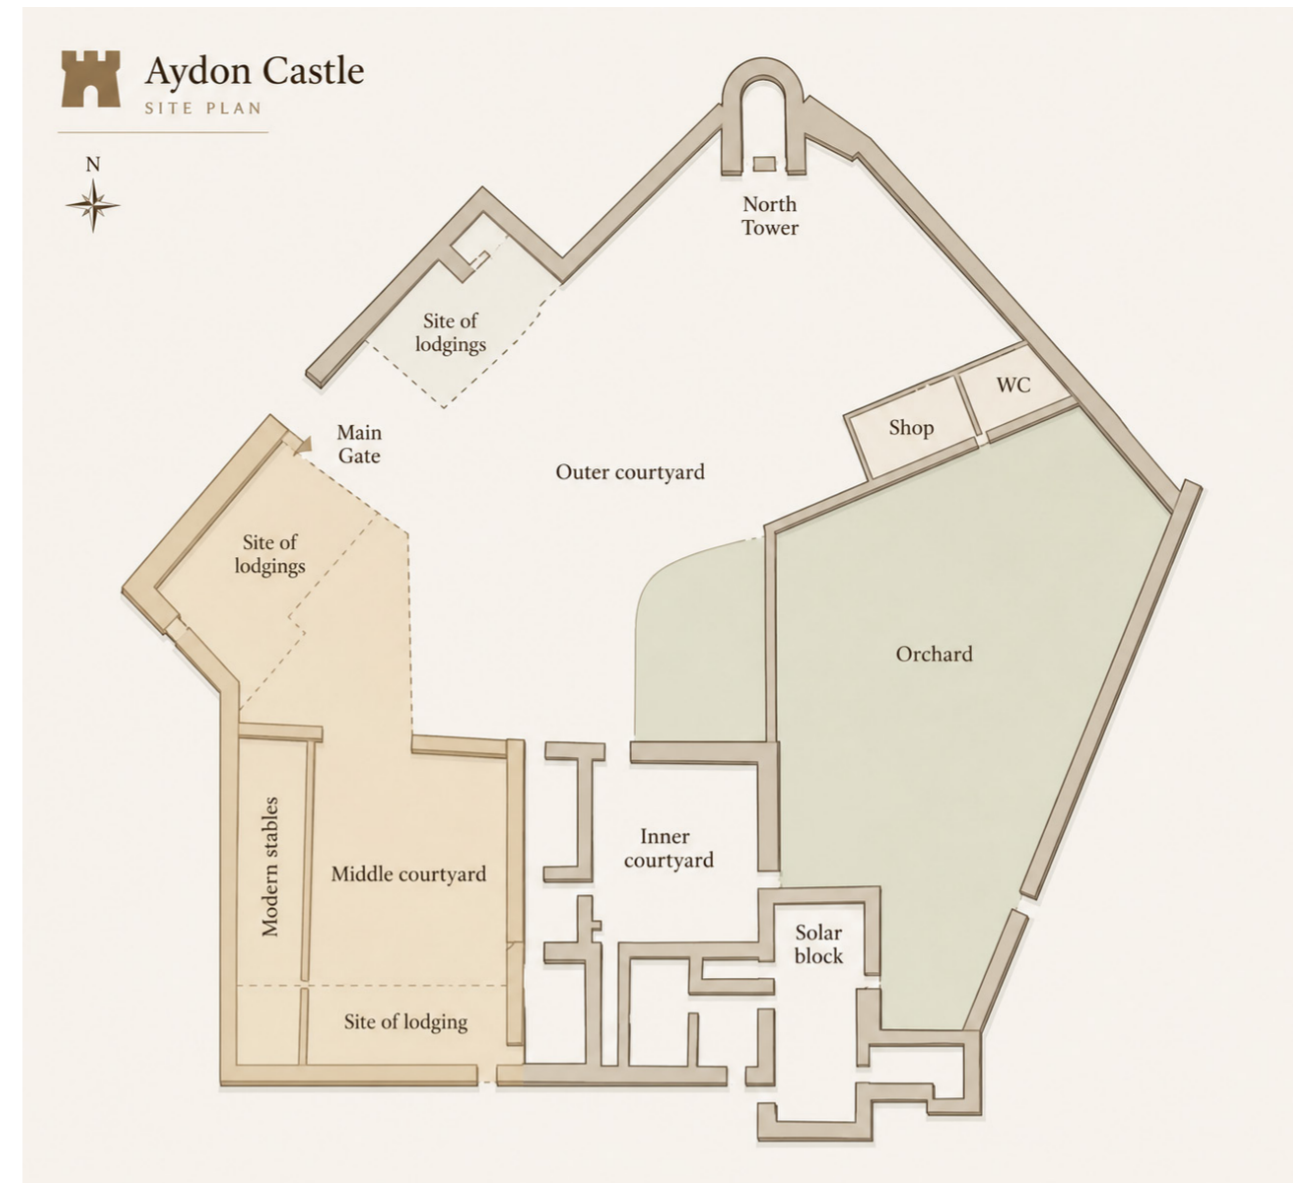 Aydon Castle
SITE PLAN
N
North
Tower
Site of
lodgings
WC
Shop
Main
Gate
Outer courtyard
Site of
lodgings
Orchard
Modern stables
Inner
courtyard
Middle courtyard
Solar
block
Site of lodging